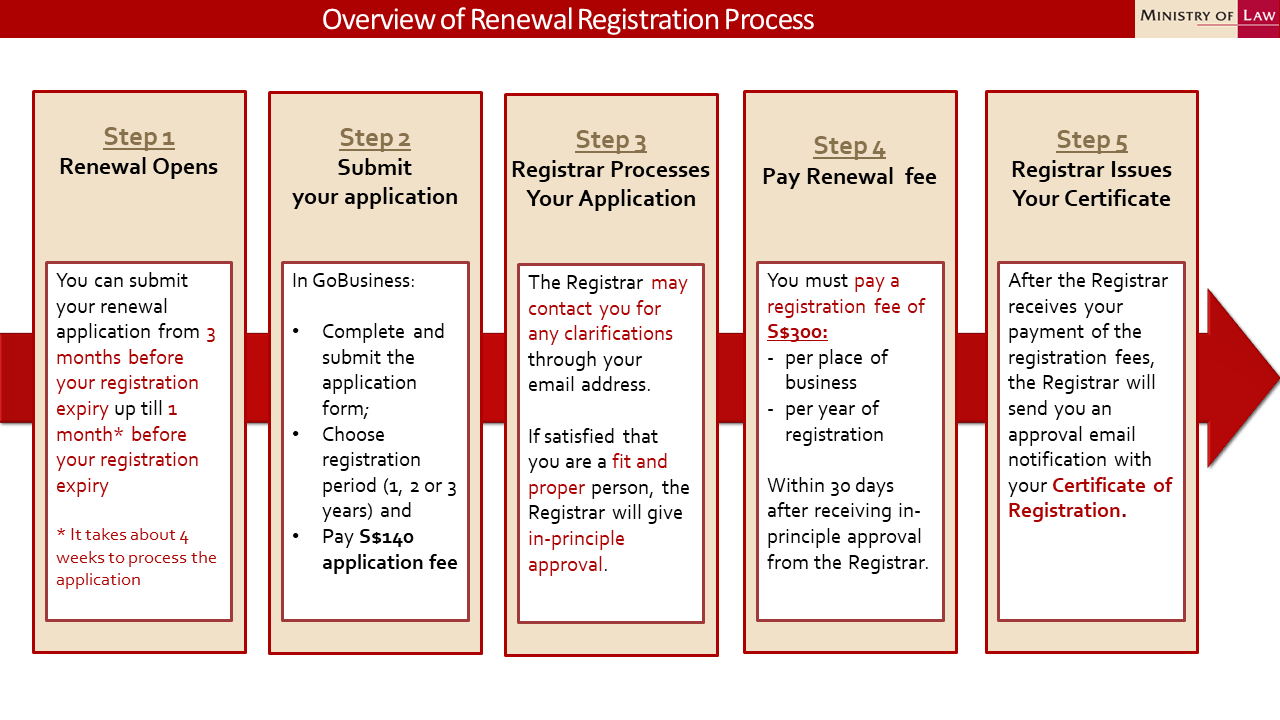 Overview of Renewal Registration Process
MINISTRY OF LAW
Step 1
Renewal Opens
You can submit
your renewal
application from 3
months before
your registration
expiry up till 1
month* before
your registration
expiry
* It takes about 4
weeks to process the
application
Step 2
Submit
your application
In GoBusiness:
• Complete and
submit the
application
form;
• Choose
registration
period (1, 2 or 3
years) and
• Pay S$140
application fee
Step 3
Registrar Processes
Your Application
The Registrar may
contact you for
any clarifications
through your
email address.
If satisfied that
you are a fit and
proper person, the
Registrar will give
in-principle
approval.
Step 4
Pay Renewal fee
You must pay a
registration fee of
S$300:
- per place of
business
- per year of
registration
Within 30 days
after receiving in-
principle approval
from the Registrar.
Step 5
Registrar Issues
Your Certificate
After the Registrar
receives your
payment of the
registration fees,
the Registrar will
send you an
approval email
notification with
your Certificate of
Registration.